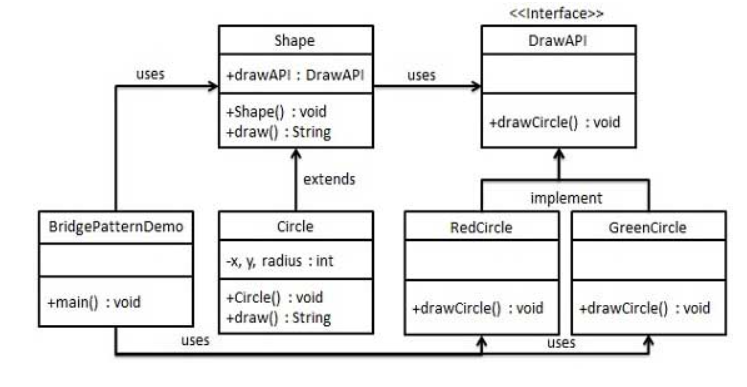 <<Interface>>
Shape
DrawAPI
+drawAPI : DrawAPI
uses
uses
+Shape() : void
+draw() : String
+drawCircle() : void
extends
implement
BridgePatternDemo
Circle
RedCircle
GreenCircle
-x, y, radius : int
+main() : void
+Circle() : void
+draw() : String
+drawCircle() : void
+drawCircle() : void
uses
uses